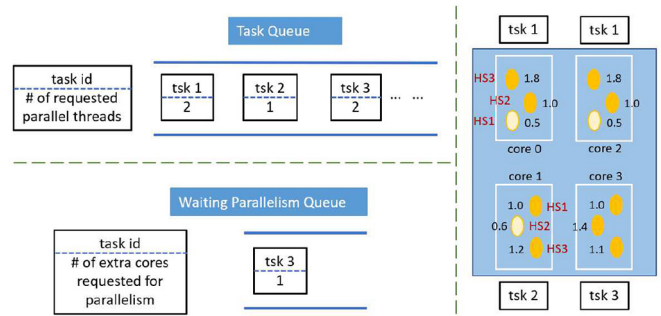 Task Queue
task id
# of requested
parallel threads
tsk 1
2
tsk 2
1
tsk 3
2
... ...
Waiting Parallelism Queue
task id
# of extra cores
requested for
parallelism
tsk 3
1
tsk 1
tsk 1
HS3
1.8
HS2
1.0
HS1
0.5
core 0
1.8
1.0
0.5
core 2
core 1
1.0
HS1
0.6
HS2
1.2
HS3
core 3
1.0
1.4
1.1
tsk 2
tsk 3